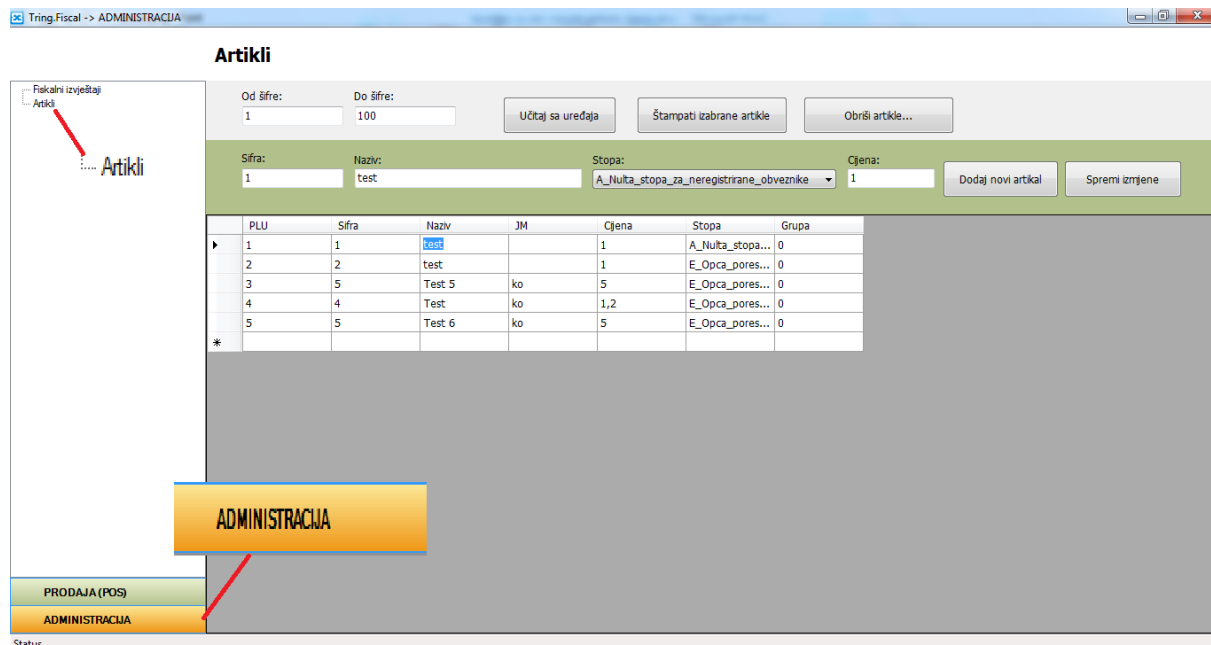 Tring.Fiscal -> ADMINISTRACIJA
Artikli
Fiskalni izvještaji
Artikli
Artikli
Od šifre:
Do šifre:
1
100
Učitaj sa uređaja
Štampati izabrane artikle
Obriši artikle...
Sifra:
Naziv:
Stopa:
Cijena:
1
test
A_Nulta_stopa_za_neregistrirane_obveznike
1
Dodaj novi artikal
Spremi izmjene
PLU Sifra Naziv JM Cijena Stopa Grupa
1 1 test 1 A_Nulta_stopa... 0
2 2 test 1 E_Opca_pores... 0
3 5 Test 5 ko 5 E_Opca_pores... 0
4 4 Test ko 1,2 E_Opca_pores... 0
5 5 Test 6 ko 5 E_Opca_pores... 0
ADMINISTRACIJA
PRODAJA (POS)
ADMINISTRACIJA
Status